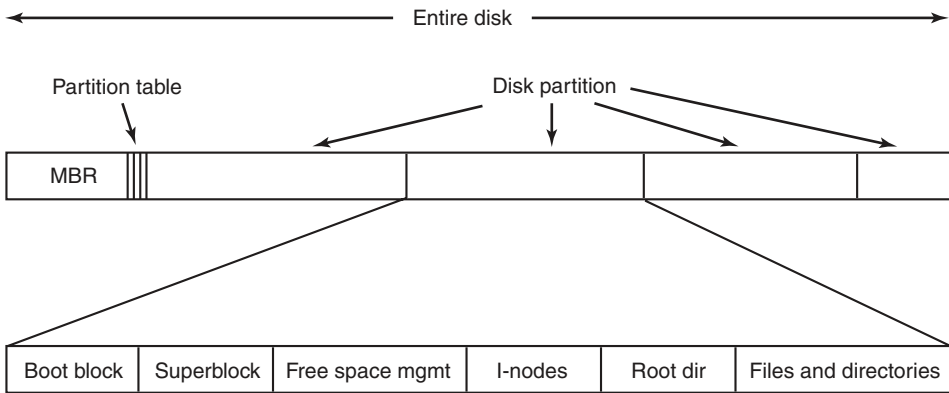 Entire disk
Partition table
Disk partition
MBR
Boot block
Superblock
Free space mgmt
I-nodes
Root dir
Files and directories